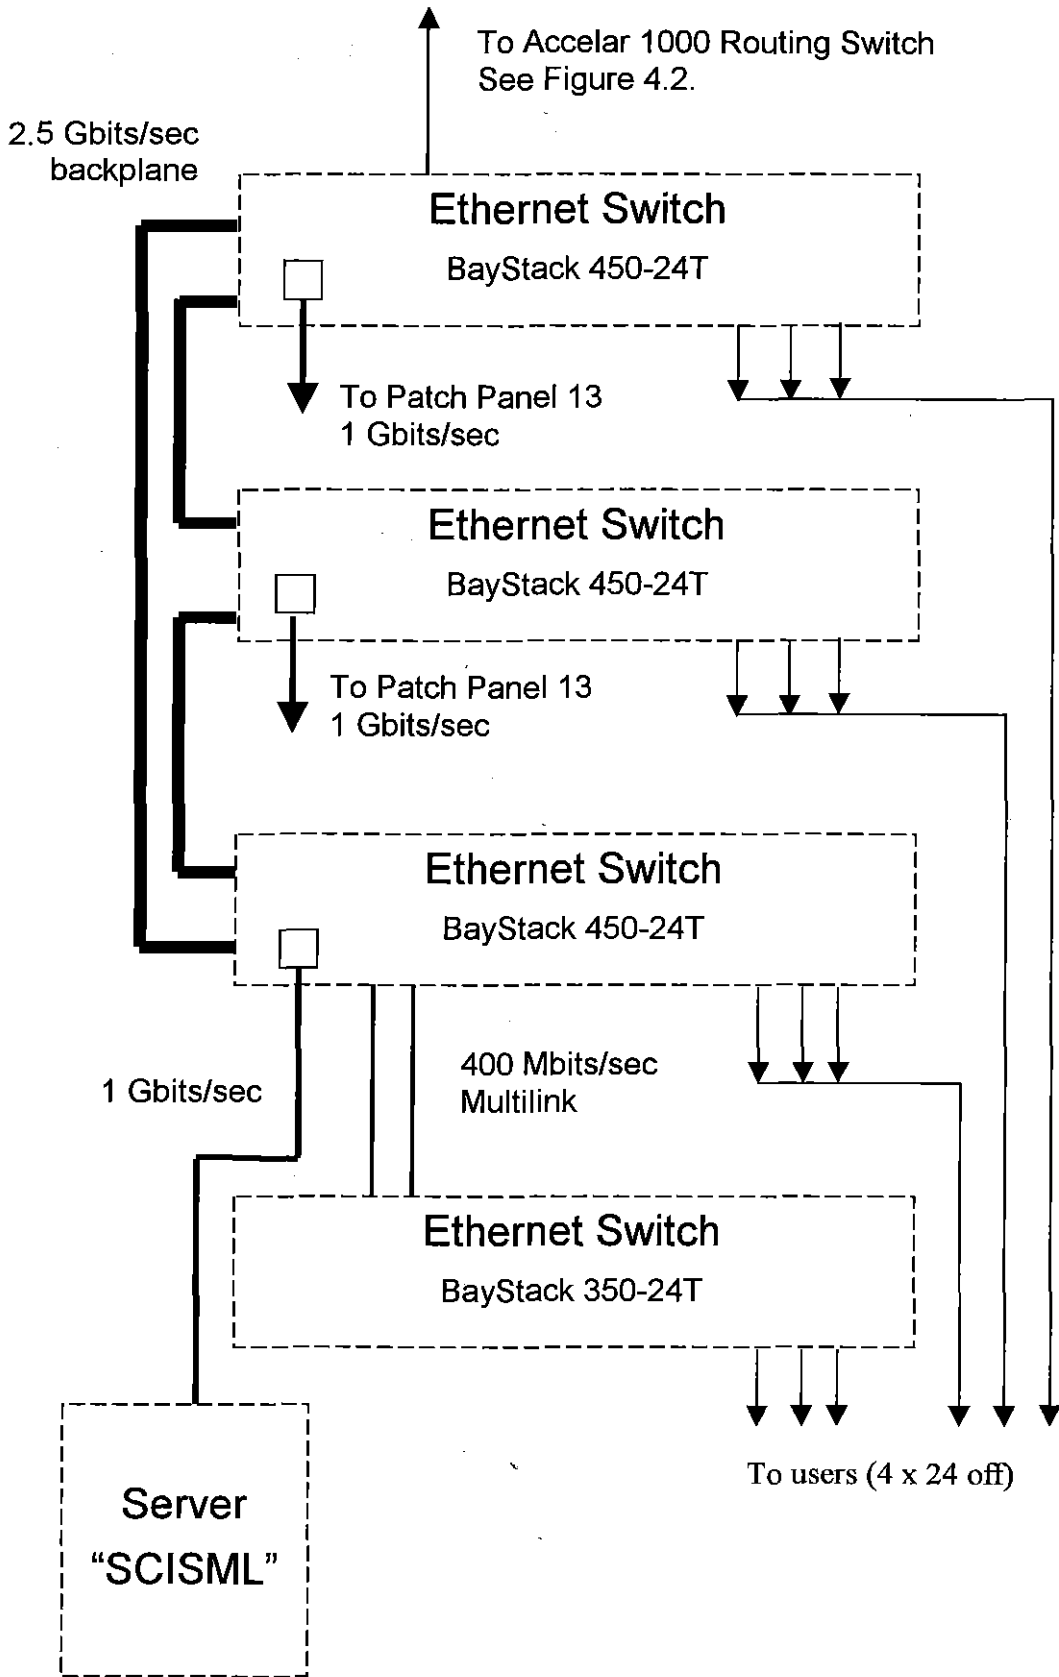 To Accelar 1000 Routing Switch
See Figure 4.2.
2.5 Gbits/sec
backplane
Ethernet Switch
BayStack 450-24T
To Patch Panel 13
1 Gbits/sec
Ethernet Switch
BayStack 450-24T
To Patch Panel 13
1 Gbits/sec
Ethernet Switch
BayStack 450-24T
1 Gbits/sec
400 Mbits/sec
Multilink
Ethernet Switch
BayStack 350-24T
To users (4 x 24 off)
Server
“SCISML”